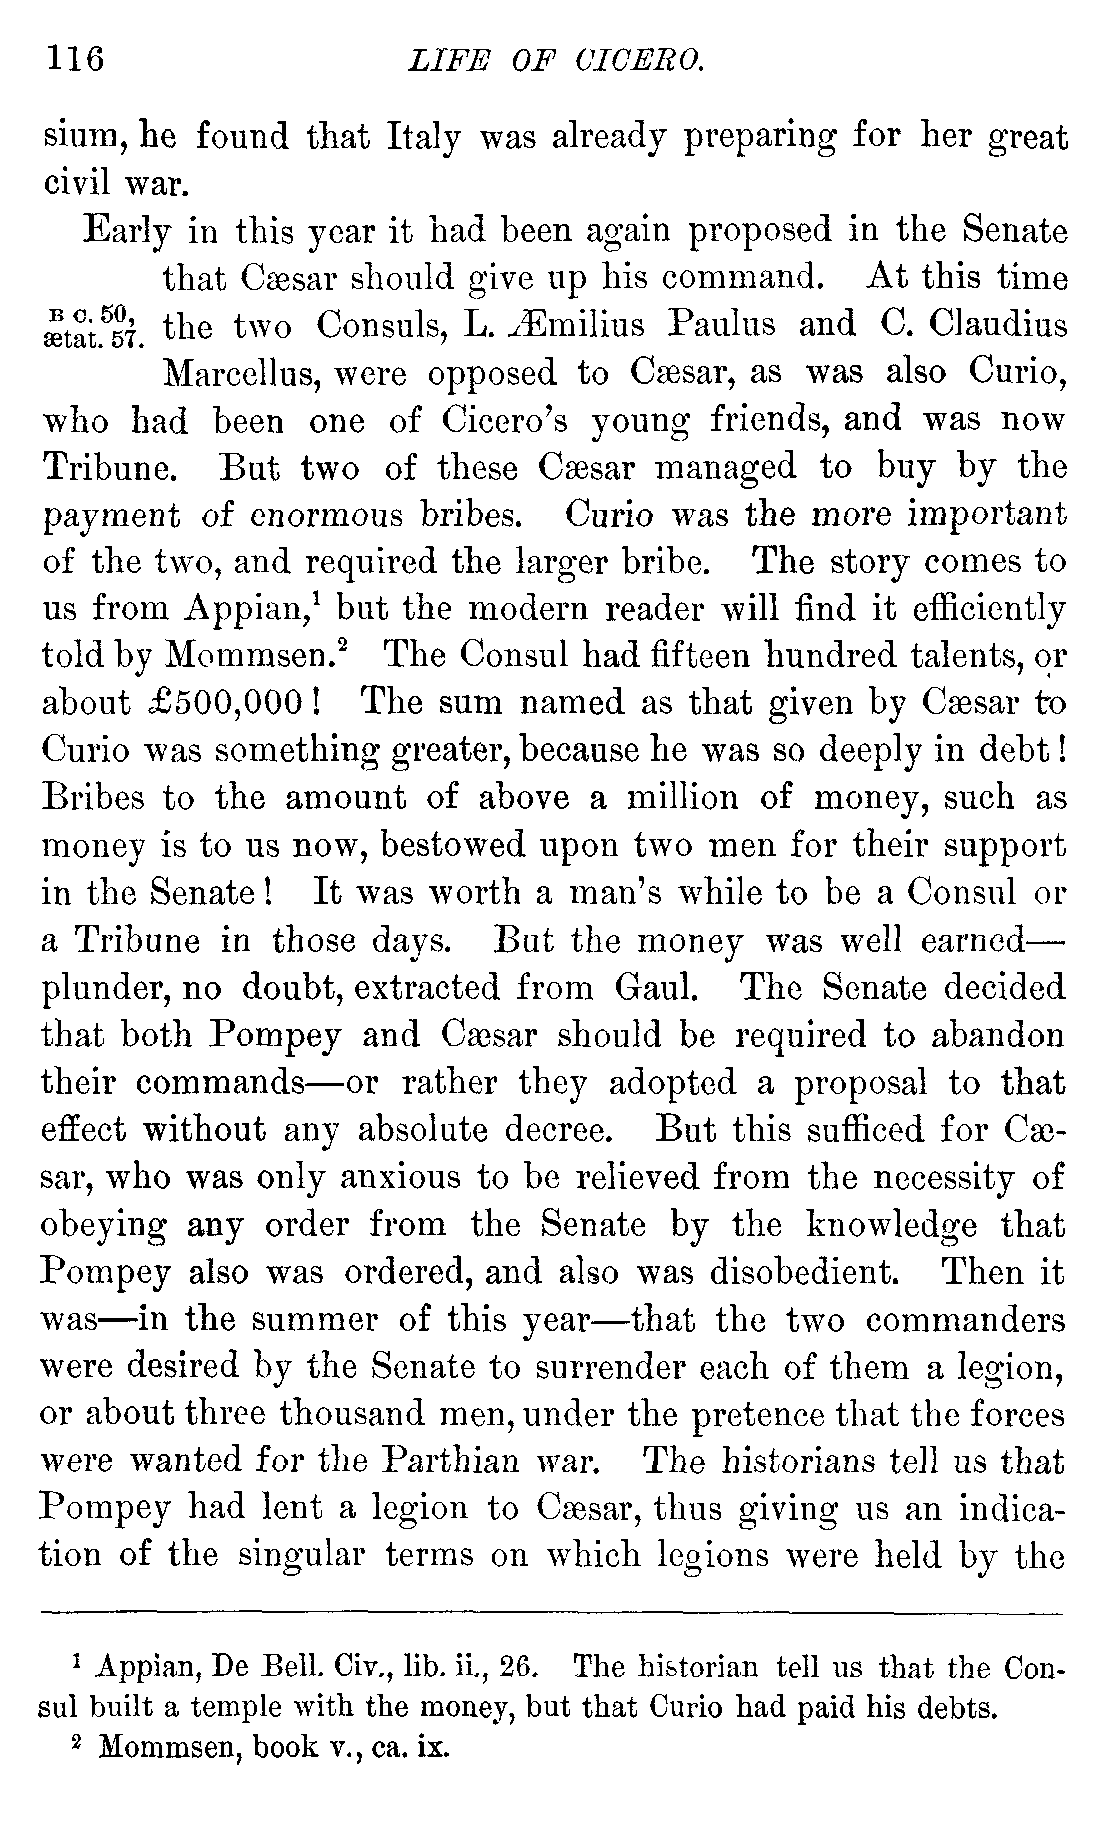 116 LIFE OF CICERO.
sium, he found that Italy was already preparing for her great
civil war.
Early in this year it had been again proposed in the Senate
that Cæsar should give up his command. At this time
B C. 50,
ætat. 57.
the two Consuls, L. Æmilius Paulus and C. Claudius
Marcellus, were opposed to Cæsar, as was also Curio,
who had been one of Cicero’s young friends, and was now
Tribune. But two of these Cæsar managed to buy by the
payment of enormous bribes. Curio was the more important
of the two, and required the larger bribe. The story comes to
us from Appian,¹ but the modern reader will find it efficiently
told by Mommsen.² The Consul had fifteen hundred talents, or
about £500,000! The sum named as that given by Cæsar to
Curio was something greater, because he was so deeply in debt!
Bribes to the amount of above a million of money, such as
money is to us now, bestowed upon two men for their support
in the Senate! It was worth a man’s while to be a Consul or
a Tribune in those days. But the money was well earned—
plunder, no doubt, extracted from Gaul. The Senate decided
that both Pompey and Cæsar should be required to abandon
their commands—or rather they adopted a proposal to that
effect without any absolute decree. But this sufficed for Cæ-
sar, who was only anxious to be relieved from the necessity of
obeying any order from the Senate by the knowledge that
Pompey also was ordered, and also was disobedient. Then it
was—in the summer of this year—that the two commanders
were desired by the Senate to surrender each of them a legion,
or about three thousand men, under the pretence that the forces
were wanted for the Parthian war. The historians tell us that
Pompey had lent a legion to Cæsar, thus giving us an indica-
tion of the singular terms on which legions were held by the
¹ Appian, De Bell. Civ., lib. ii., 26. The historian tell us that the Con-
sul built a temple with the money, but that Curio had paid his debts.
² Mommsen, book v., ca. ix.